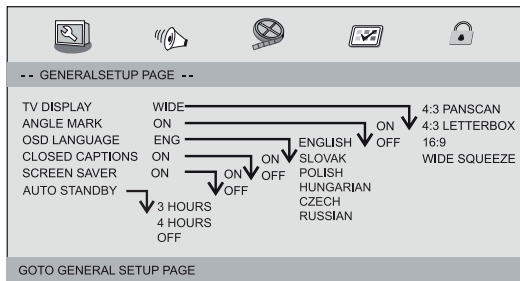 -- GENERALSETUP PAGE --
TV DISPLAY WIDE
ANGLE MARK ON
OSD LANGUAGE ENG
CLOSED CAPTIONS ON
SCREEN SAVER ON
AUTO STANDBY
3 HOURS
4 HOURS
OFF
ON
OFF
ON
OFF
ENGLISH
SLOVAK
POLISH
HUNGARIAN
CZECH
RUSSIAN
ON
OFF
4:3 PANSCAN
4:3 LETTERBOX
16:9
WIDE SQUEEZE
GOTO GENERAL SETUP PAGE